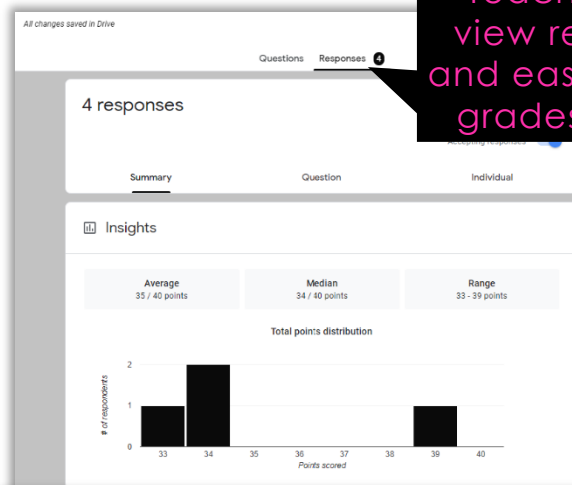 All changes saved in Drive
view
and
grades
Questions Responses 4
4 responses
Accepting responses
Summary Question Individual
Insights
Average Median Range
35 / 40 points 34 / 40 points 33 - 39 points
Total points distribution
# of respondents
2
1
0
33 34 35 36 37 38 39 40
Points scored